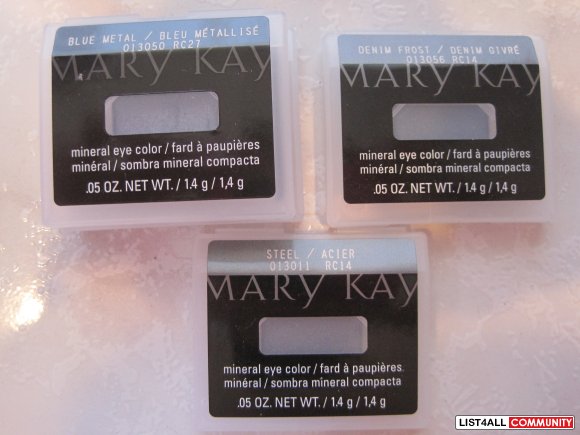 BLUE METAL / BLEU MÉTALLISÉ
013050 RC27
MARY KAY
mineral eye color / fard à paupières
minéral / sombra mineral compacta
.05 OZ. NET WT. / 1.4 g / 1,4 g
DENIM FROST / DENIM GIVRÉ
013056 RC14
MARY KAY
mineral eye color / fard à paupières
minéral / sombra mineral compacta
.05 OZ. NET WT. / 1.4 g / 1,4 g
STEEL / ACIER
013011 RC14
MARY KAY
mineral eye color / fard à paupières
minéral / sombra mineral compacta
.05 OZ. NET WT. / 1.4 g / 1,4 g
LIST4ALL COMMUNITY